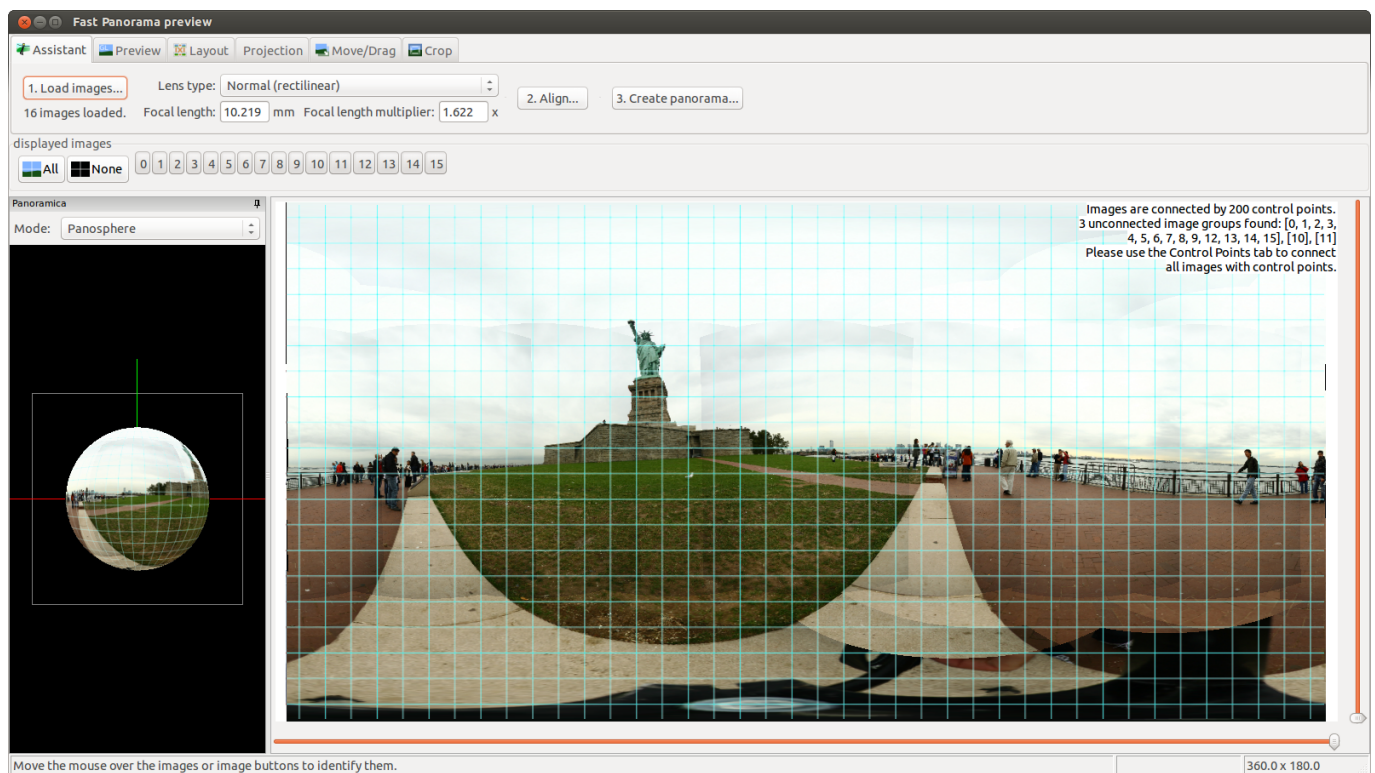 Fast Panorama preview
Assistant Preview Layout Projection Move/Drag Crop
1. Load images... Lens type: Normal (rectilinear) 2. Align... 3. Create panorama...
16 images loaded. Focal length: 10.219 mm Focal length multiplier: 1.622 x
displayed images
All None 0 1 2 3 4 5 6 7 8 9 10 11 12 13 14 15
Panoramica
Mode: Panosphere
Images are connected by 200 control points.
3 unconnected image groups found: [0, 1, 2, 3,
4, 5, 6, 7, 8, 9, 12, 13, 14, 15], [10], [11]
Please use the Control Points tab to connect
all images with control points.
Move the mouse over the images or image buttons to identify them. 360.0 x 180.0